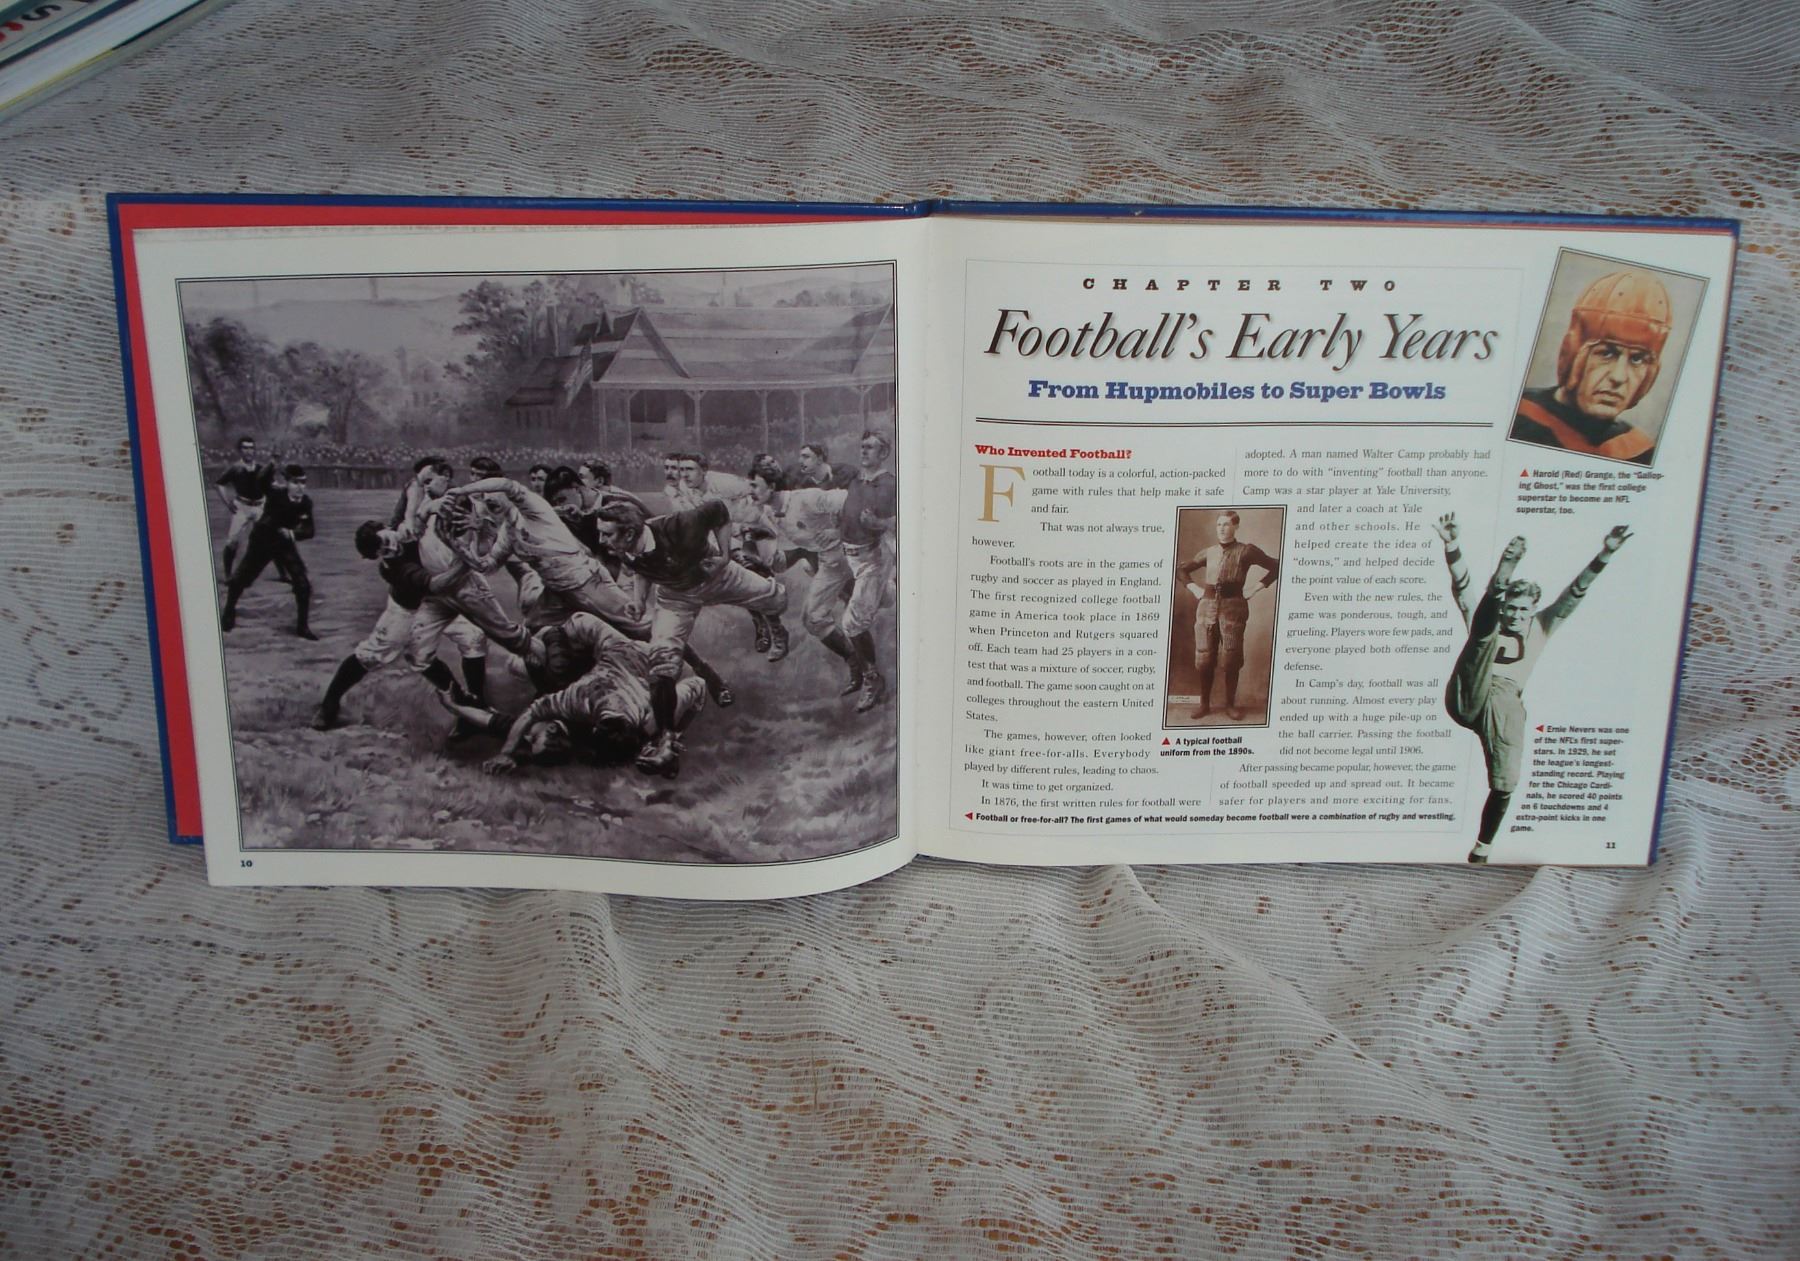 CHAPTER TWO
Football's Early Years
From Hupmobiles to Super Bowls
Who Invented Football?
Football today is a colorful, action-packed
game with rules that help make it safe
and fair.
That was not always true,
however.
Football's roots are in the games of
rugby and soccer as played in England.
The first recognized college football
game in America took place in 1869
when Princeton and Rutgers squared
off. Each team had 25 players in a con-
test that was a mixture of soccer, rugby,
and football. The game soon caught on at
colleges throughout the eastern United
States.
The games, however, often looked
like giant free-for-alls. Everybody
played by different rules, leading to chaos.
It was time to get organized.
In 1876, the first written rules for football were
adopted. A man named Walter Camp probably had
more to do with "inventing" football than anyone.
Camp was a star player at Yale University,
and later a coach at Yale
and other schools. He
helped create the idea of
"downs," and helped decide
the point value of each score.
Even with the new rules, the
game was ponderous, tough, and
grueling. Players wore few pads, and
everyone played both offense and
defense.
In Camp's day, football was all
about running. Almost every play
ended up with a huge pile-up on
the ball carrier. Passing the football
did not become legal until 1906.
After passing became popular, however, the game
of football speeded up and spread out. It became
safer for players and more exciting for fans.
▲ A typical football
uniform from the 1890s.
◀ Football or free-for-all? The first games of what would someday become football were a combination of rugby and wrestling.
▲ Harold (Red) Grange, the "Gallop-
ing Ghost," was the first college
superstar to become an NFL
superstar, too.
◀ Ernie Nevers was one
of the NFL's first super-
stars. In 1929, he set
the league's longest-
standing record. Playing
for the Chicago Cardi-
nals, he scored 40 points
on 6 touchdowns and 4
extra-point kicks in one
game.
10
11